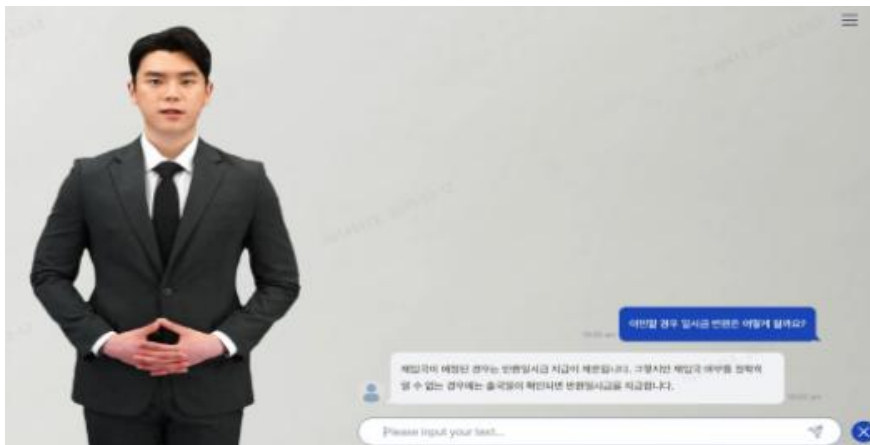 이민할 경우 일시금 반환은 어떻게 될까요?
재입국이 예정된 경우는 반환일시금 지급이 제한됩니다. 그렇지만 재입국 여부를 정확히
알 수 없는 경우에는 출국일이 확인되면 반환일시금을 지급합니다.
Please input your text...